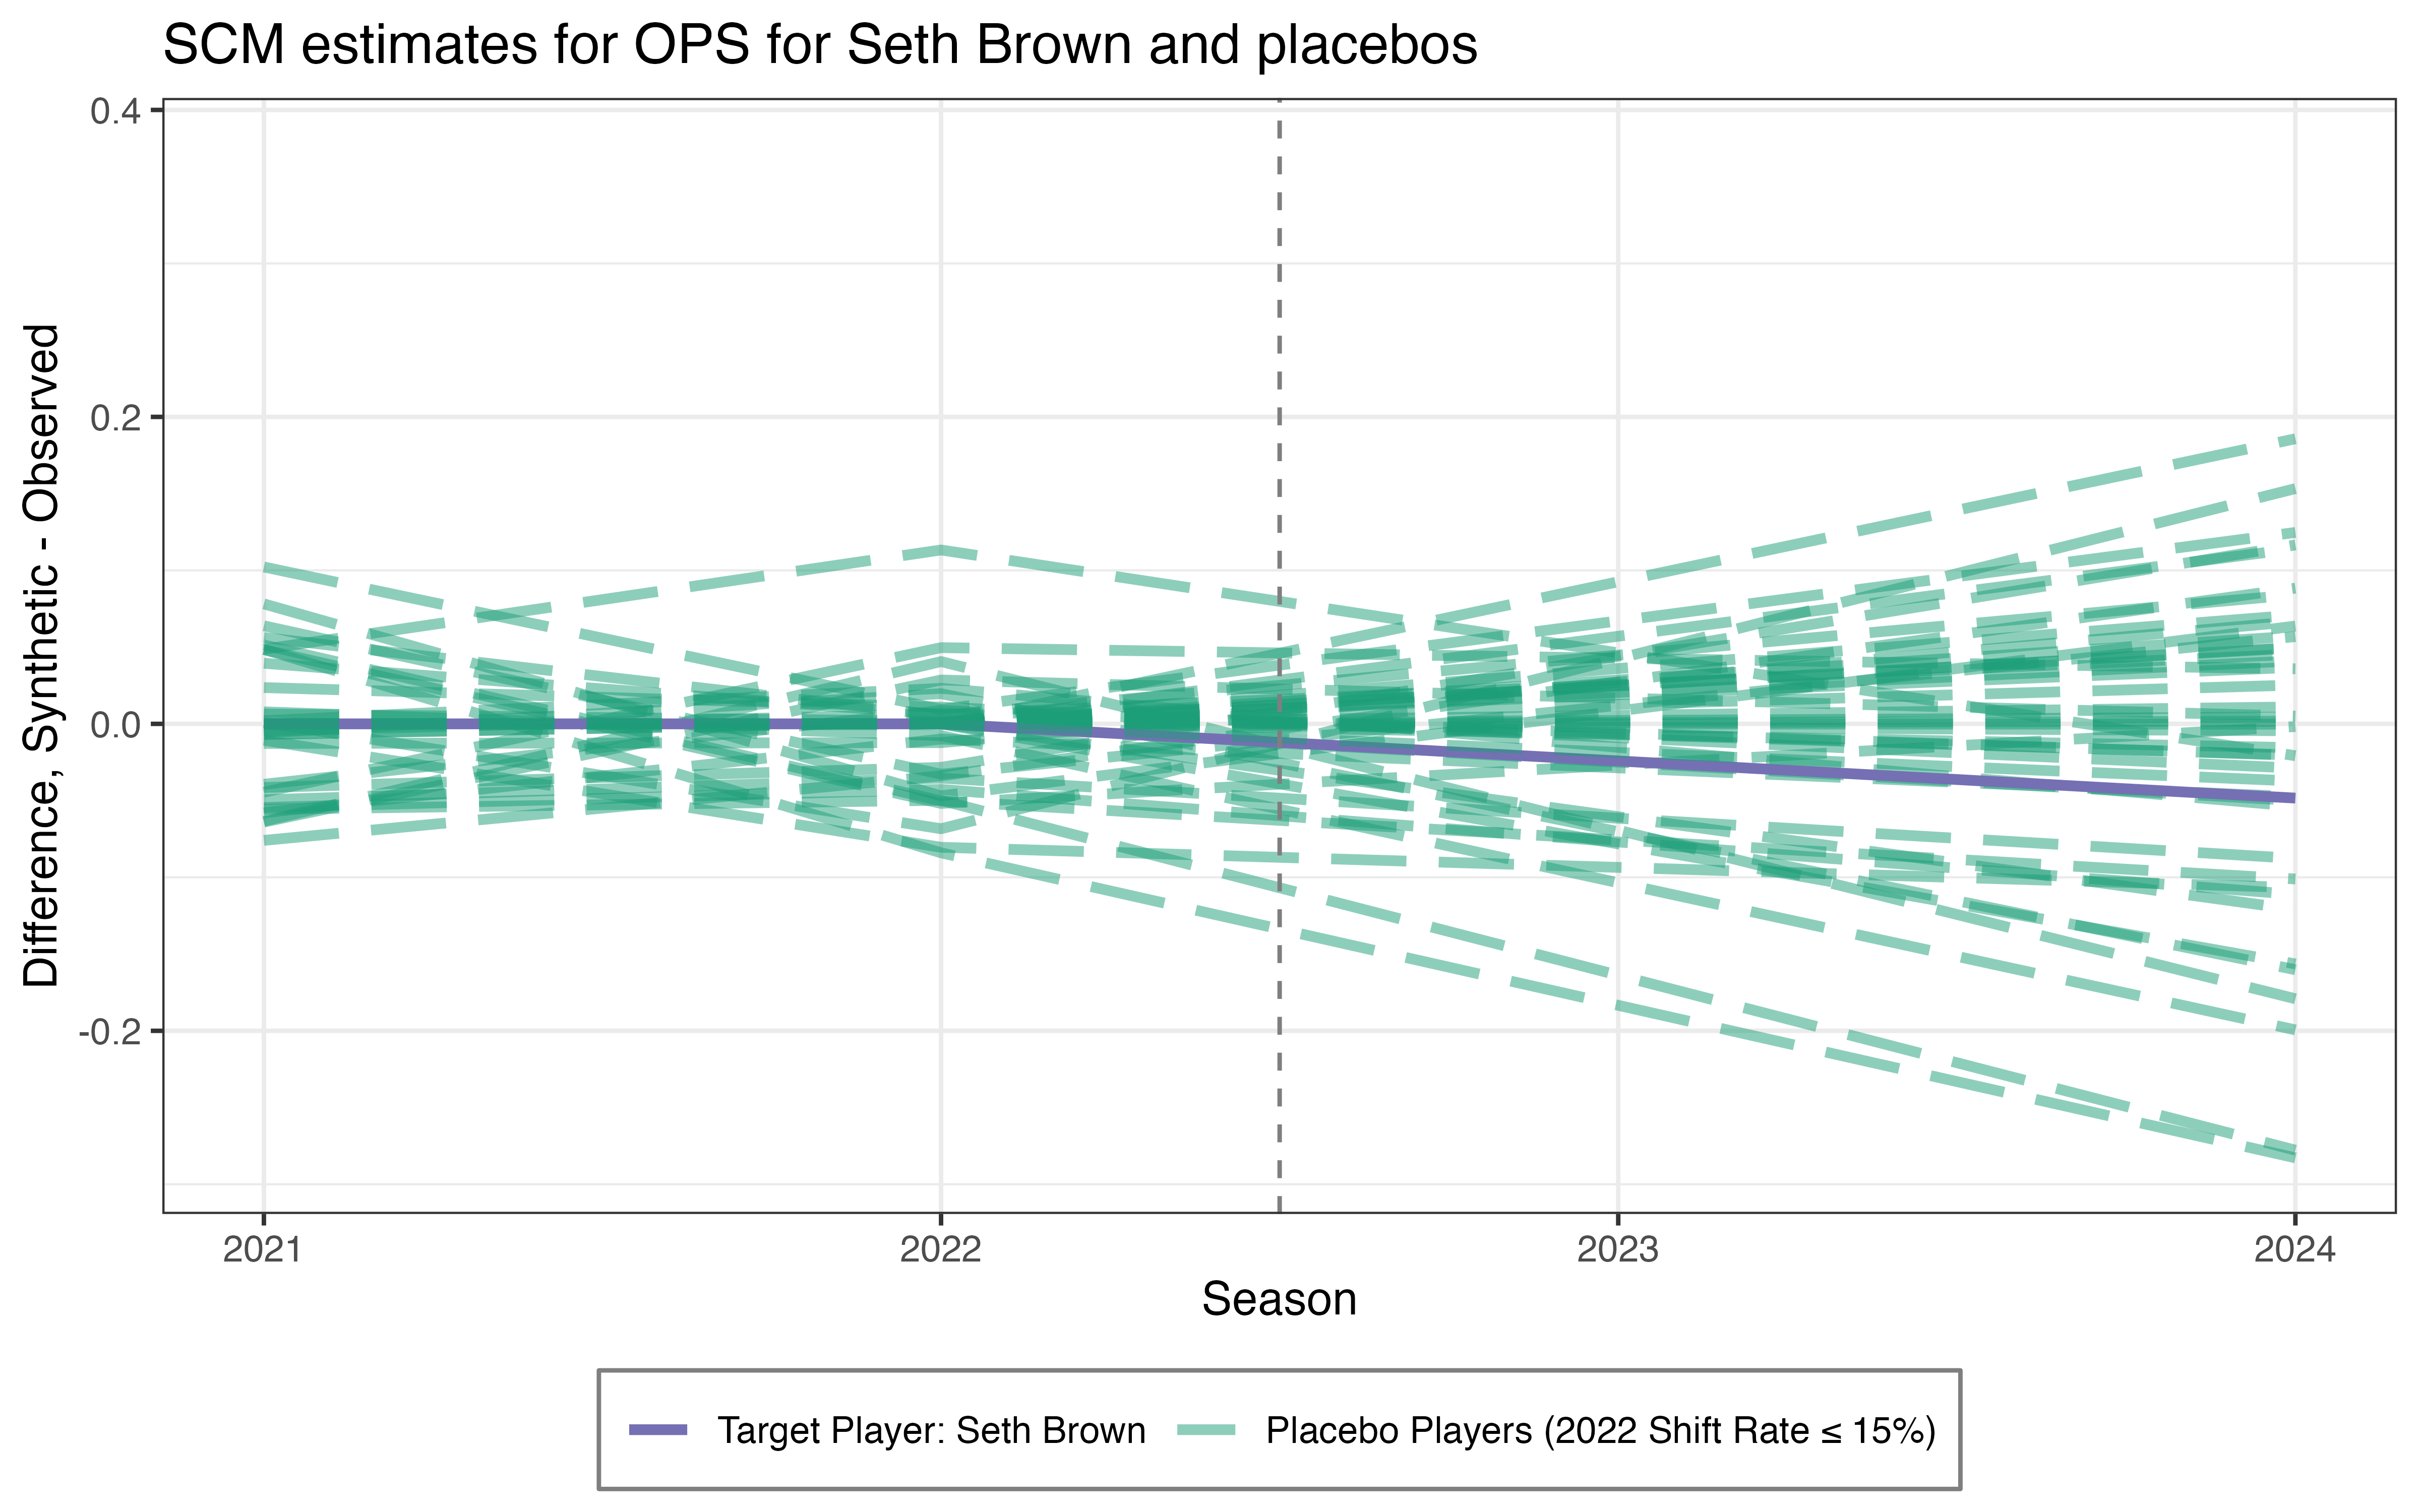 SCM estimates for OPS for Seth Brown and placebos
Difference, Synthetic - Observed
0.4
0.2
0.0
-0.2
2021
2022
2023
2024
Season
Target Player: Seth Brown
Placebo Players (2022 Shift Rate ≤ 15%)